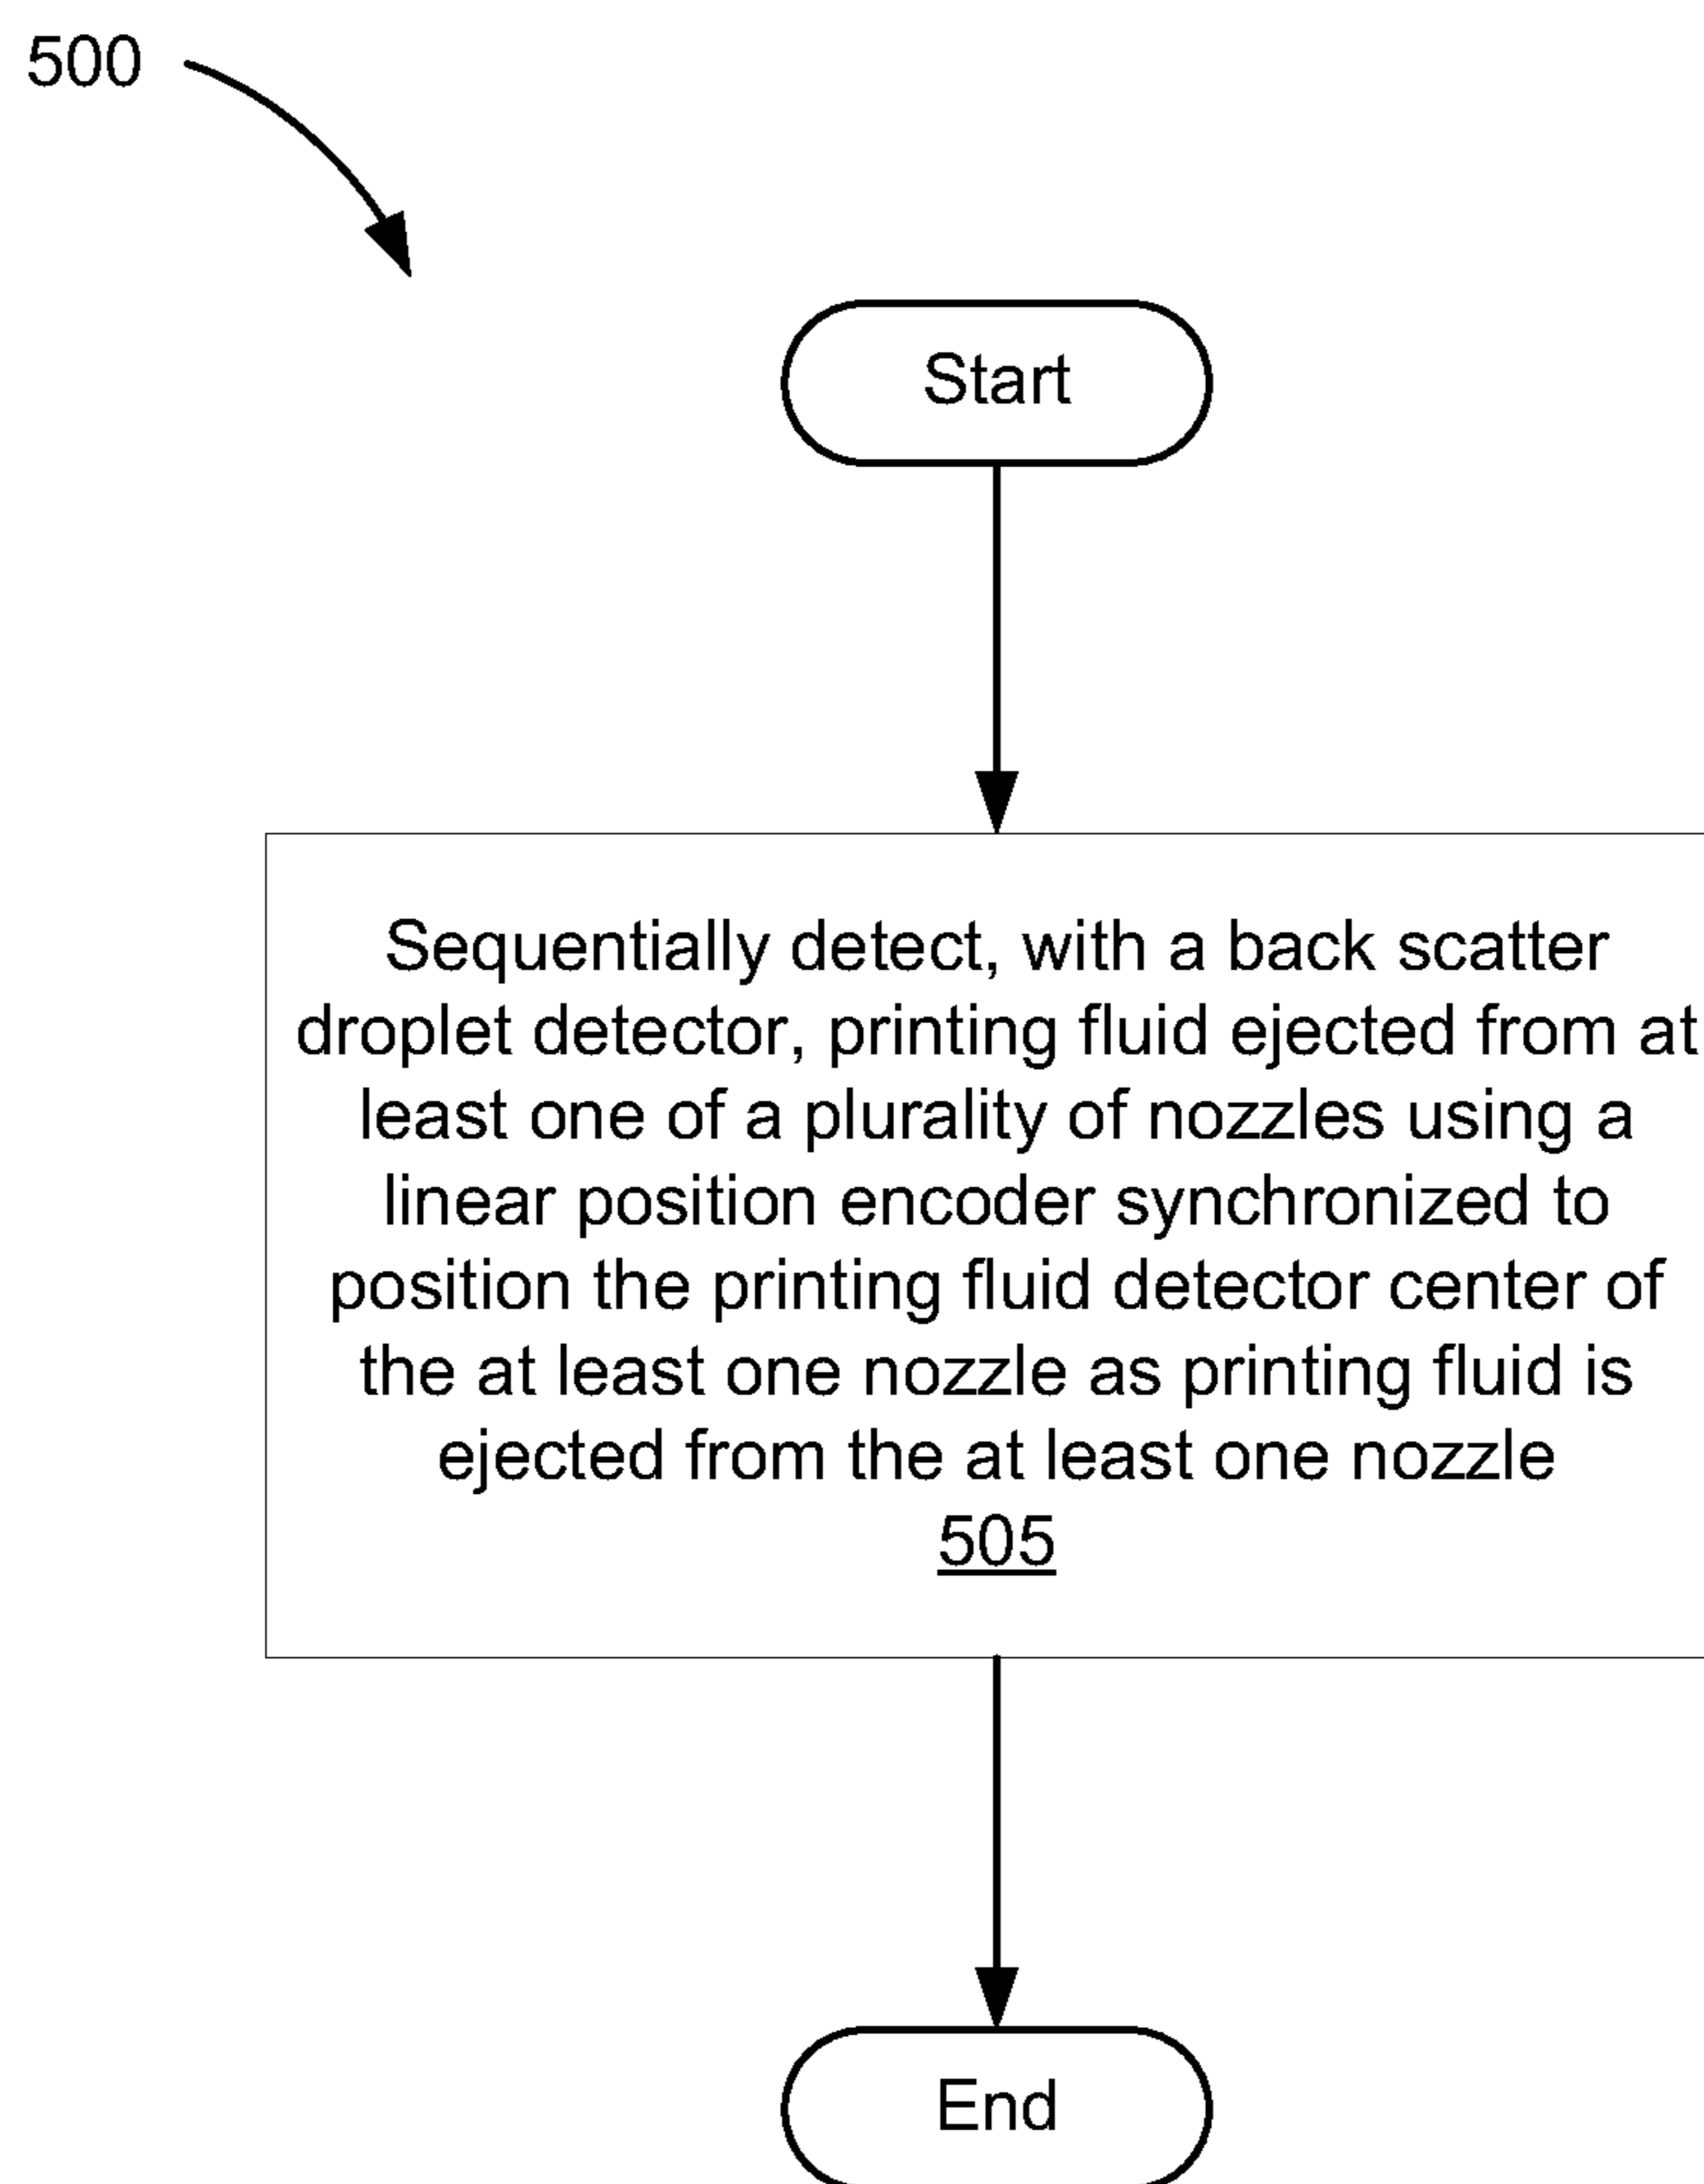 500
Start
Sequentially detect, with a back scatter
droplet detector, printing fluid ejected from at
least one of a plurality of nozzles using a
linear position encoder synchronized to
position the printing fluid detector center of
the at least one nozzle as printing fluid is
ejected from the at least one nozzle
505
End